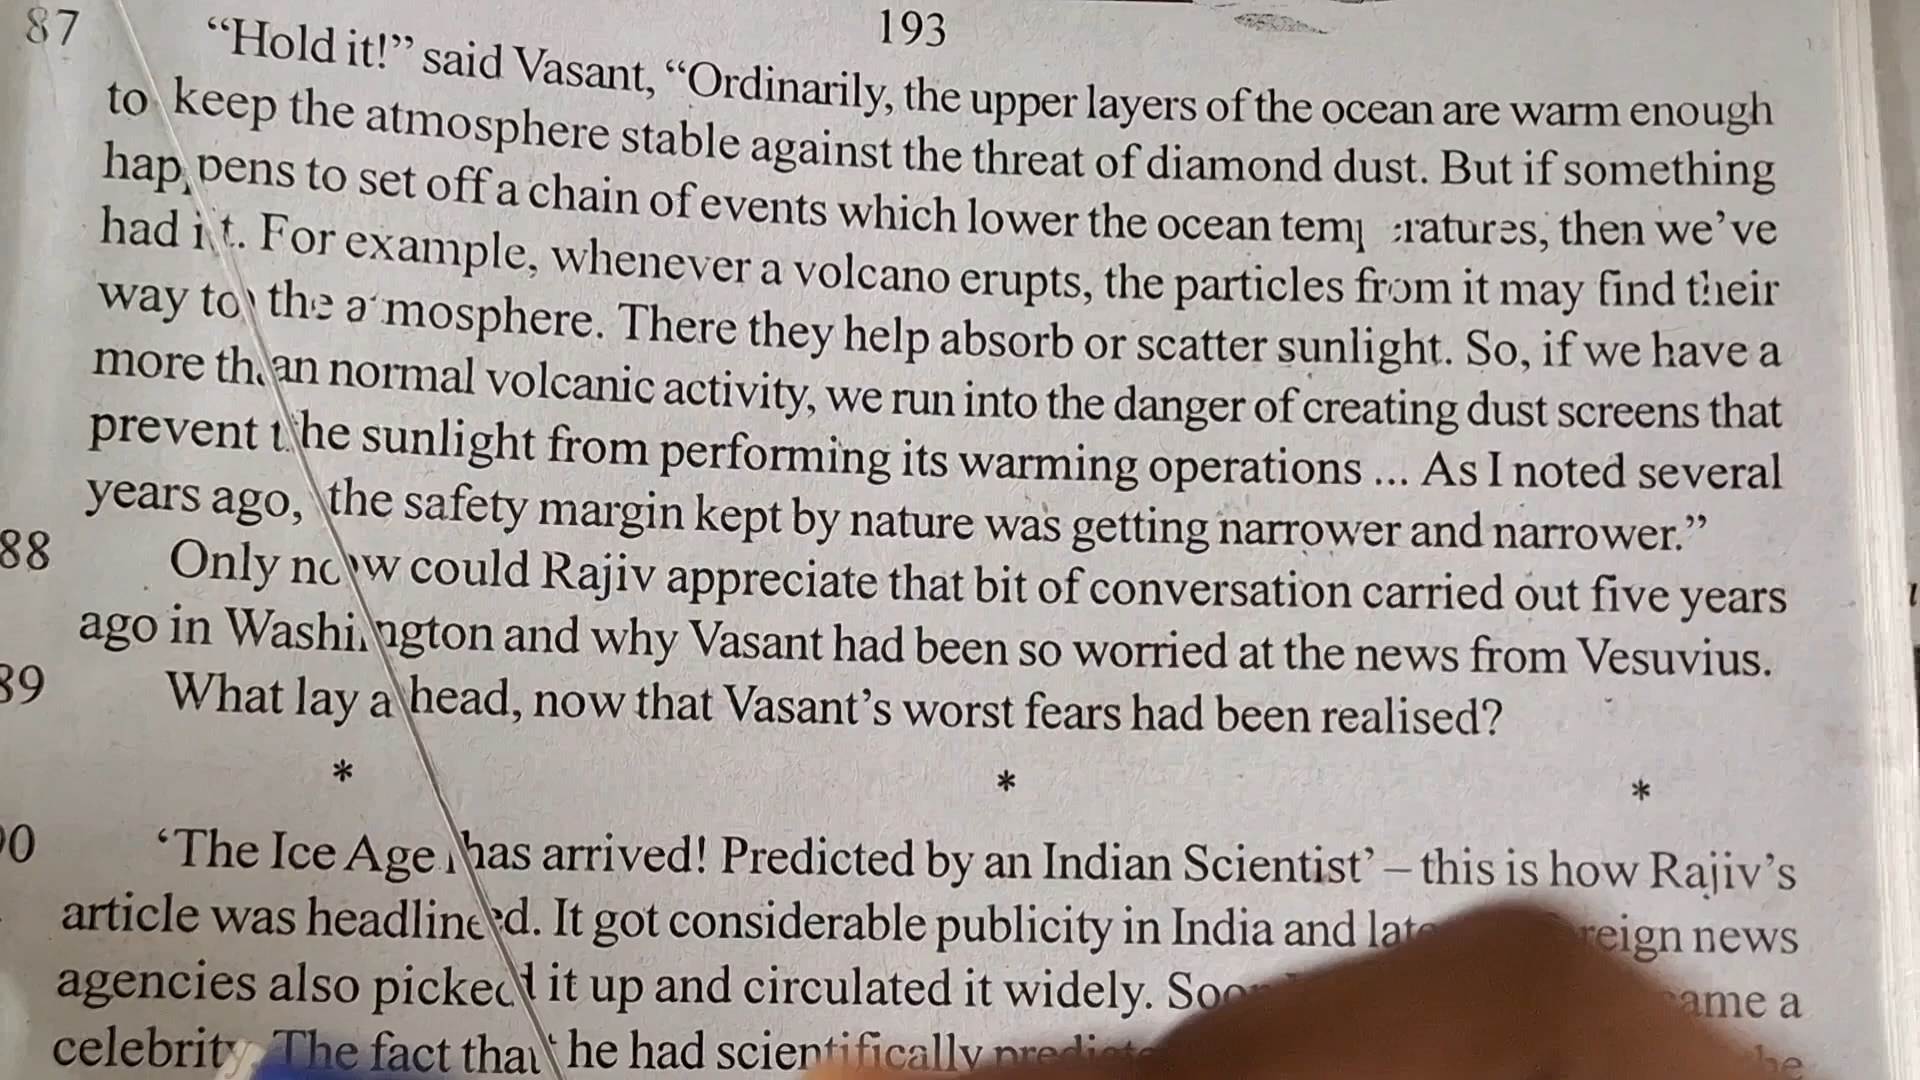 193
87 “Hold it!” said Vasant, “Ordinarily, the upper layers of the ocean are warm enough
to keep the atmosphere stable against the threat of diamond dust. But if something
happens to set off a chain of events which lower the ocean temperatures, then we’ve
had it. For example, whenever a volcano erupts, the particles from it may find their
way to the atmosphere. There they help absorb or scatter sunlight. So, if we have a
more than normal volcanic activity, we run into the danger of creating dust screens that
prevent the sunlight from performing its warming operations ... As I noted several
years ago, the safety margin kept by nature was getting narrower and narrower.”
88 Only now could Rajiv appreciate that bit of conversation carried out five years
ago in Washington and why Vasant had been so worried at the news from Vesuvius.
89 What lay ahead, now that Vasant’s worst fears had been realised?
* * *
90 ‘The Ice Age has arrived! Predicted by an Indian Scientist’ – this is how Rajiv’s
article was headlined. It got considerable publicity in India and news
agencies also picked it up and circulated it widely. a
celebrity. The fact that he had scientifically